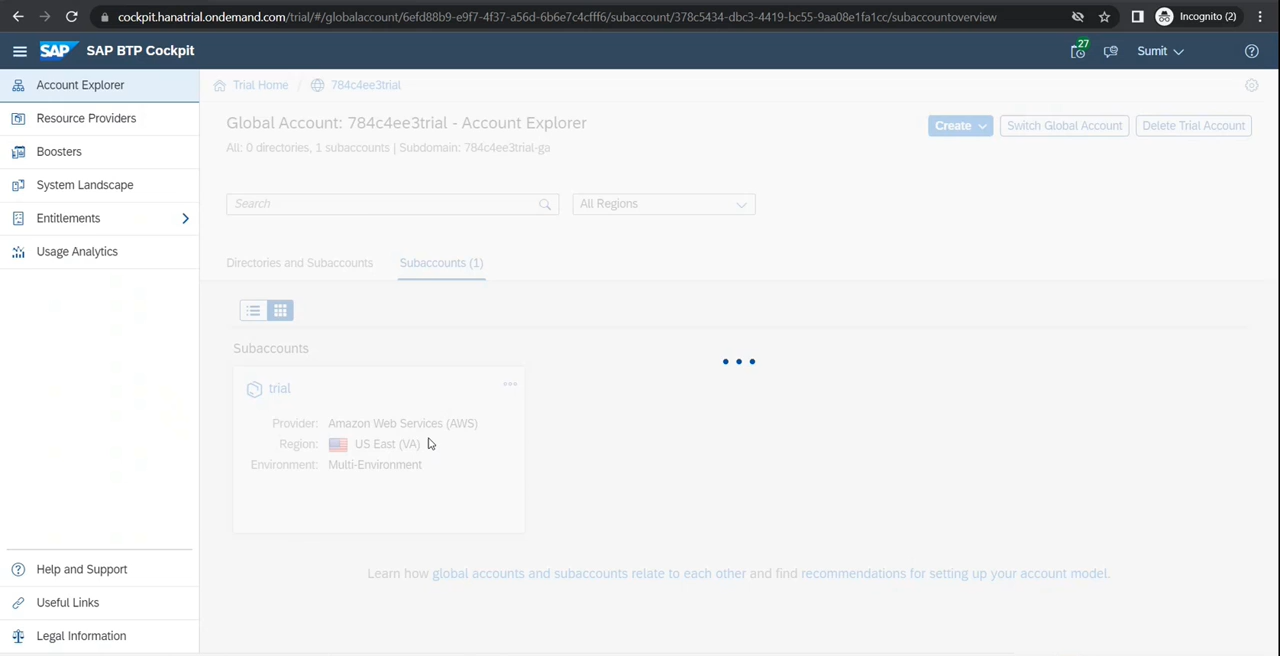 cockpit.hanatrial.ondemand.com/trial/#/globalaccount/6efd88b9-e9f7-4f37-a56d-6b6e7c4cfff6/subaccount/378c5434-dbc3-4419-bc55-9aa08e1fa1cc/subaccountoverview
Incognito (2)
SAP
SAP BTP Cockpit
27
Sumit
Account Explorer
Resource Providers
Boosters
System Landscape
Entitlements
Usage Analytics
Trial Home / 784c4ee3trial
Global Account: 784c4ee3trial - Account Explorer
Create
Switch Global Account
Delete Trial Account
All: 0 directories, 1 subaccounts | Subdomain: 784c4ee3trial-ga
Search
All Regions
Directories and Subaccounts
Subaccounts (1)
Subaccounts
trial
Provider: Amazon Web Services (AWS)
Region: US East (VA)
Environment: Multi-Environment
Learn how global accounts and subaccounts relate to each other and find recommendations for setting up your account model.
Help and Support
Useful Links
Legal Information